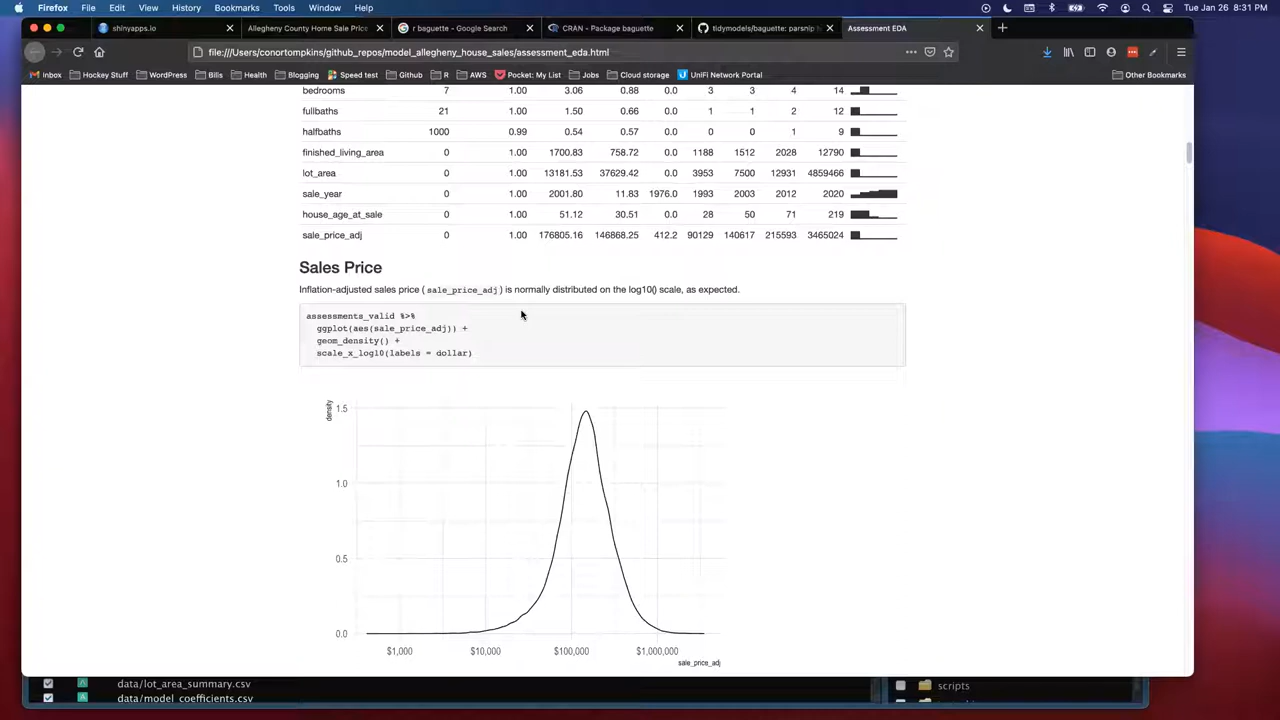 Firefox File Edit View History Bookmarks Tools Window Help Tue Jan 26 8:31 PM
shinyapps.io Allegheny County Home Sale Price r baguette - Google Search CRAN - Package baguette tidymodels/baguette: parsnip Assessment EDA
file:///Users/conortompkins/github_repos/model_allegheny_house_sales/assessment_eda.html
Inbox Hockey Stuff WordPress Bills Health Blogging Speed test Github R AWS Pocket: My List Jobs Cloud storage UniFi Network Portal Other Bookmarks
bedrooms 7 1.00 3.06 0.88 0.0 3 3 4 14
fullbaths 21 1.00 1.50 0.66 0.0 1 1 2 12
halfbaths 1000 0.99 0.54 0.57 0.0 0 0 1 9
finished_living_area 0 1.00 1700.83 758.72 0.0 1188 1512 2028 12790
lot_area 0 1.00 13181.53 37629.42 0.0 3953 7500 12931 4859466
sale_year 0 1.00 2001.80 11.83 1976.0 1993 2003 2012 2020
house_age_at_sale 0 1.00 51.12 30.51 0.0 28 50 71 219
sale_price_adj 0 1.00 176805.16 146868.25 412.2 90129 140617 215593 3465024
Sales Price
Inflation-adjusted sales price ( sale_price_adj ) is normally distributed on the log10() scale, as expected.
assessments_valid %>%
ggplot(aes(sale_price_adj)) +
geom_density() +
scale_x_log10(labels = dollar)
density
1.5
1.0
0.5
0.0
$1,000 $10,000 $100,000 $1,000,000
sale_price_adj
data/lot_area_summary.csv scripts
data/model_coefficients.csv